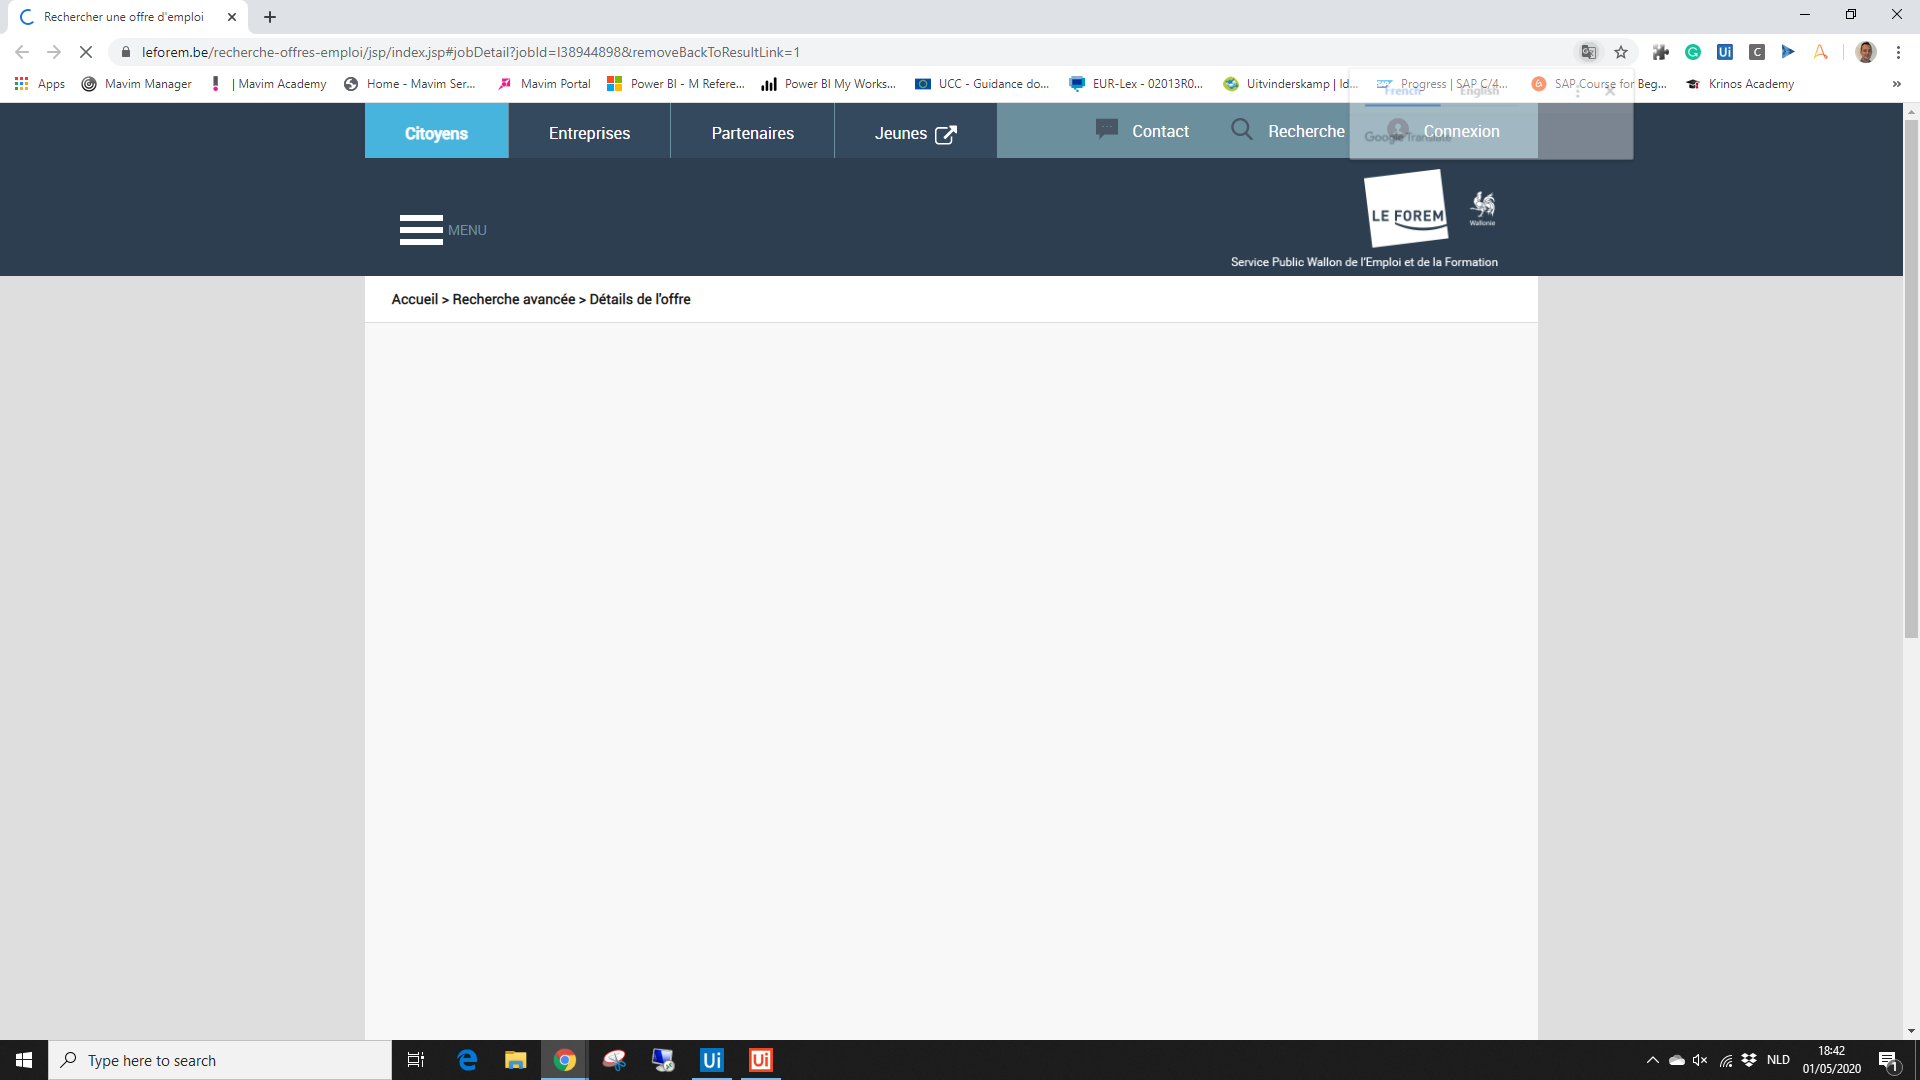 Rechercher une offre d'emploi
leforem.be/recherche-offres-emploi/jsp/index.jsp#jobDetail?jobId=I38944898&removeBackToResultLink=1
Apps Mavim Manager | Mavim Academy Home - Mavim Ser... Mavim Portal Power BI - M Refere... Power BI My Works... UCC - Guidance do... EUR-Lex - 02013R0... Uitvinderskamp | Id... Progress | SAP C/4... SAP Course for Beg... Krinos Academy »
French English
Google Translate
Citoyens Entreprises Partenaires Jeunes Contact Recherche Connexion
MENU
LE FOREM
Wallonie
Service Public Wallon de l'Emploi et de la Formation
Accueil > Recherche avancée > Détails de l'offre
Type here to search
NLD
18:42
01/05/2020
1